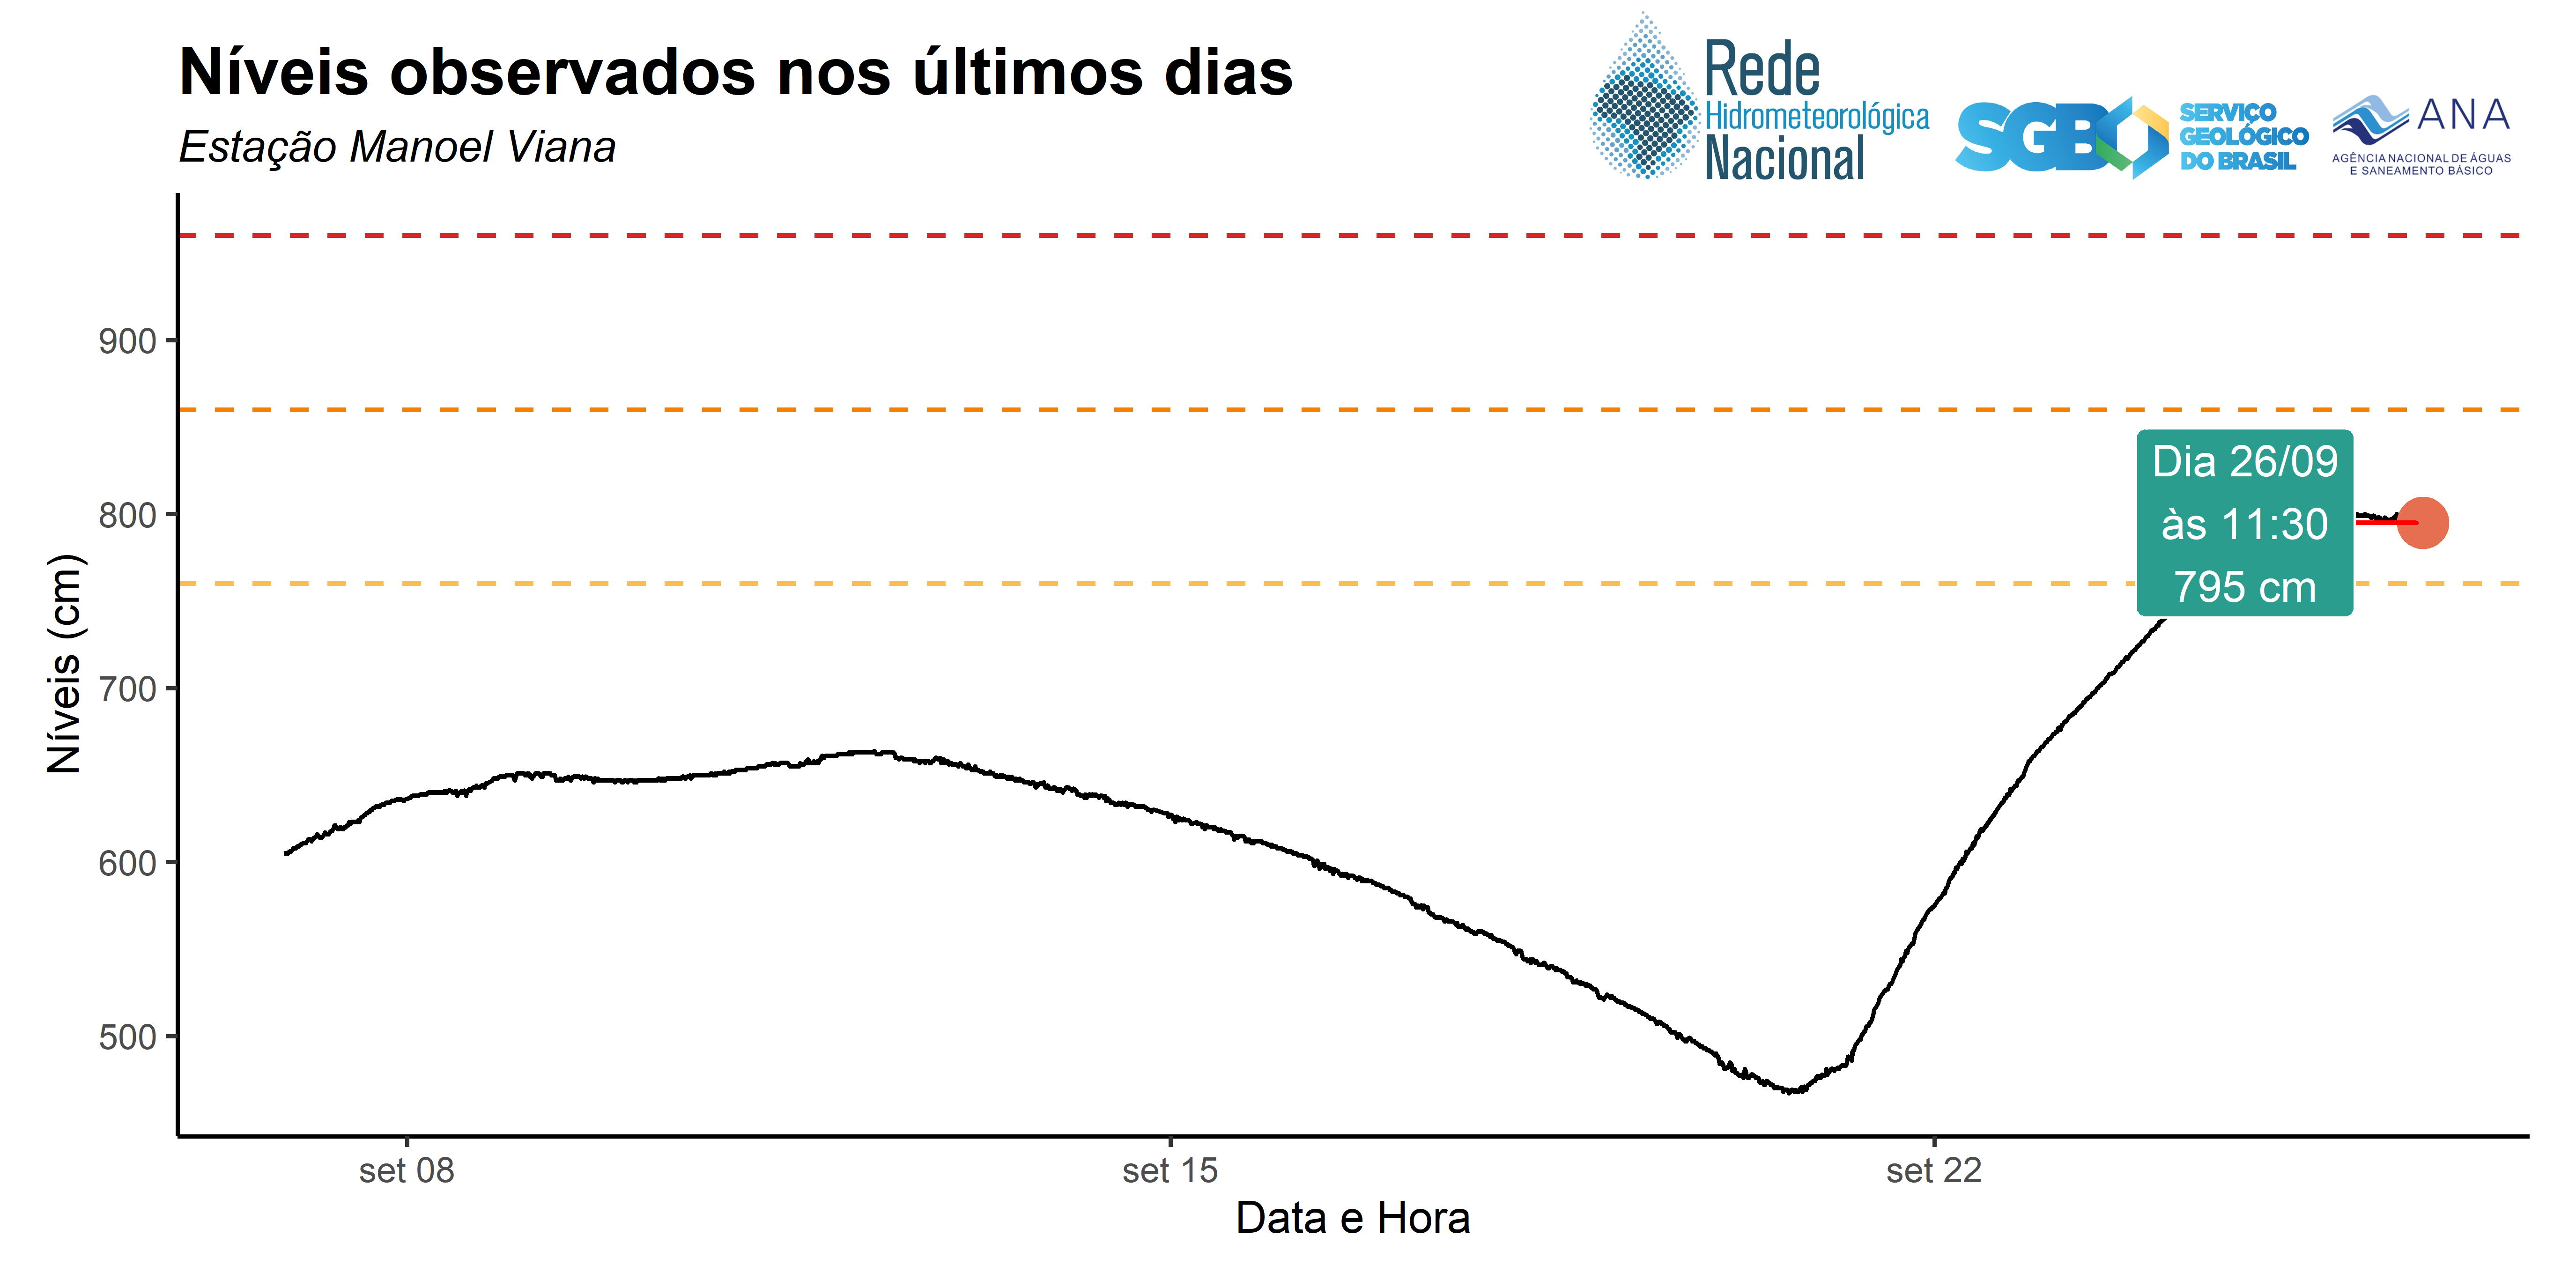 Níveis observados nos últimos dias
Estação Manoel Viana
Rede
Hidrometeorológica
Nacional
SGB
SERVIÇO
GEOLÓGICO
DO BRASIL
ANA
AGÊNCIA NACIONAL DE ÁGUAS
E SANEAMENTO BÁSICO
Níveis (cm)
900
800
700
600
500
Dia 26/09
às 11:30
795 cm
set 08
set 15
set 22
Data e Hora